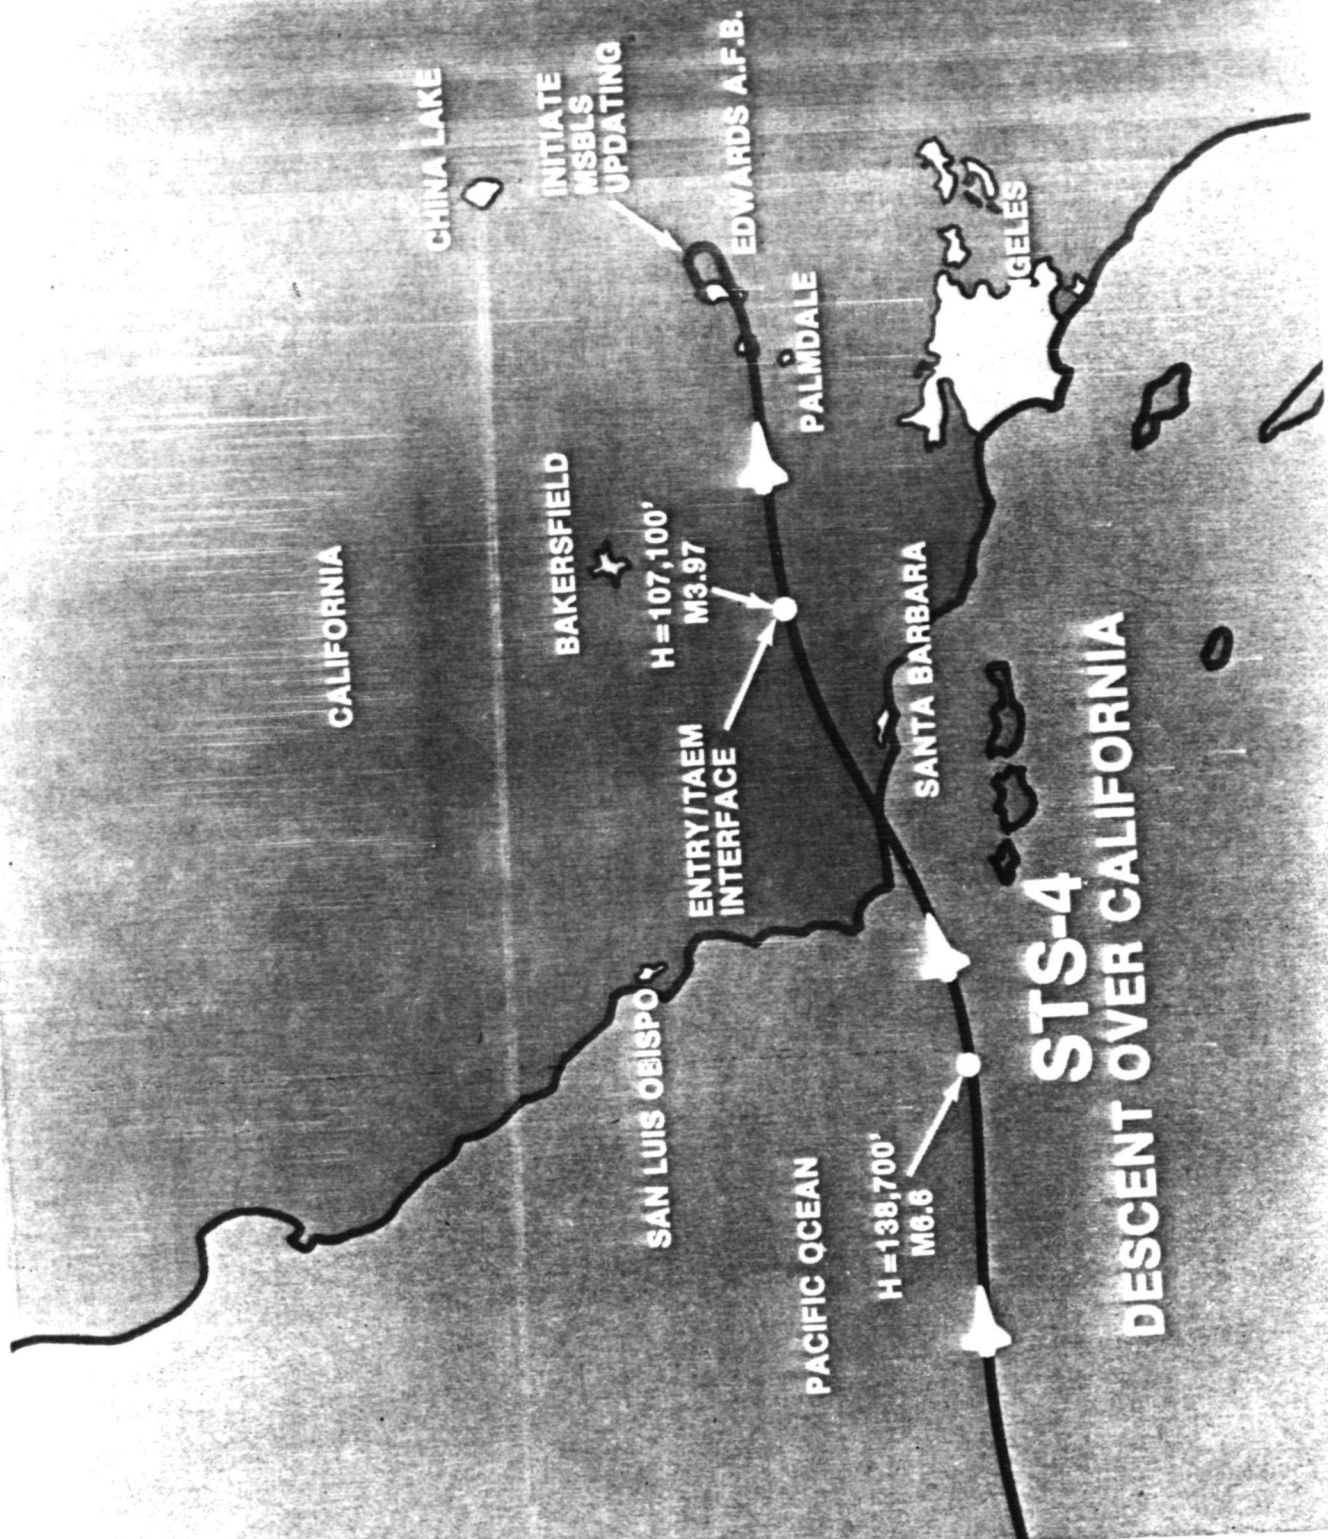 CALIFORNIA
CHINA LAKE
BAKERSFIELD
INITIATE
MSBLS
UPDATING
H=107,100'
M3.97
ENTRY/TAEM
INTERFACE
EDWARDS A.F.B.
SAN LUIS OBISPO
PALMDALE
PACIFIC OCEAN
H=138,700'
M6.6
SANTA BARBARA
GELES
STS-4
DESCENT OVER CALIFORNIA